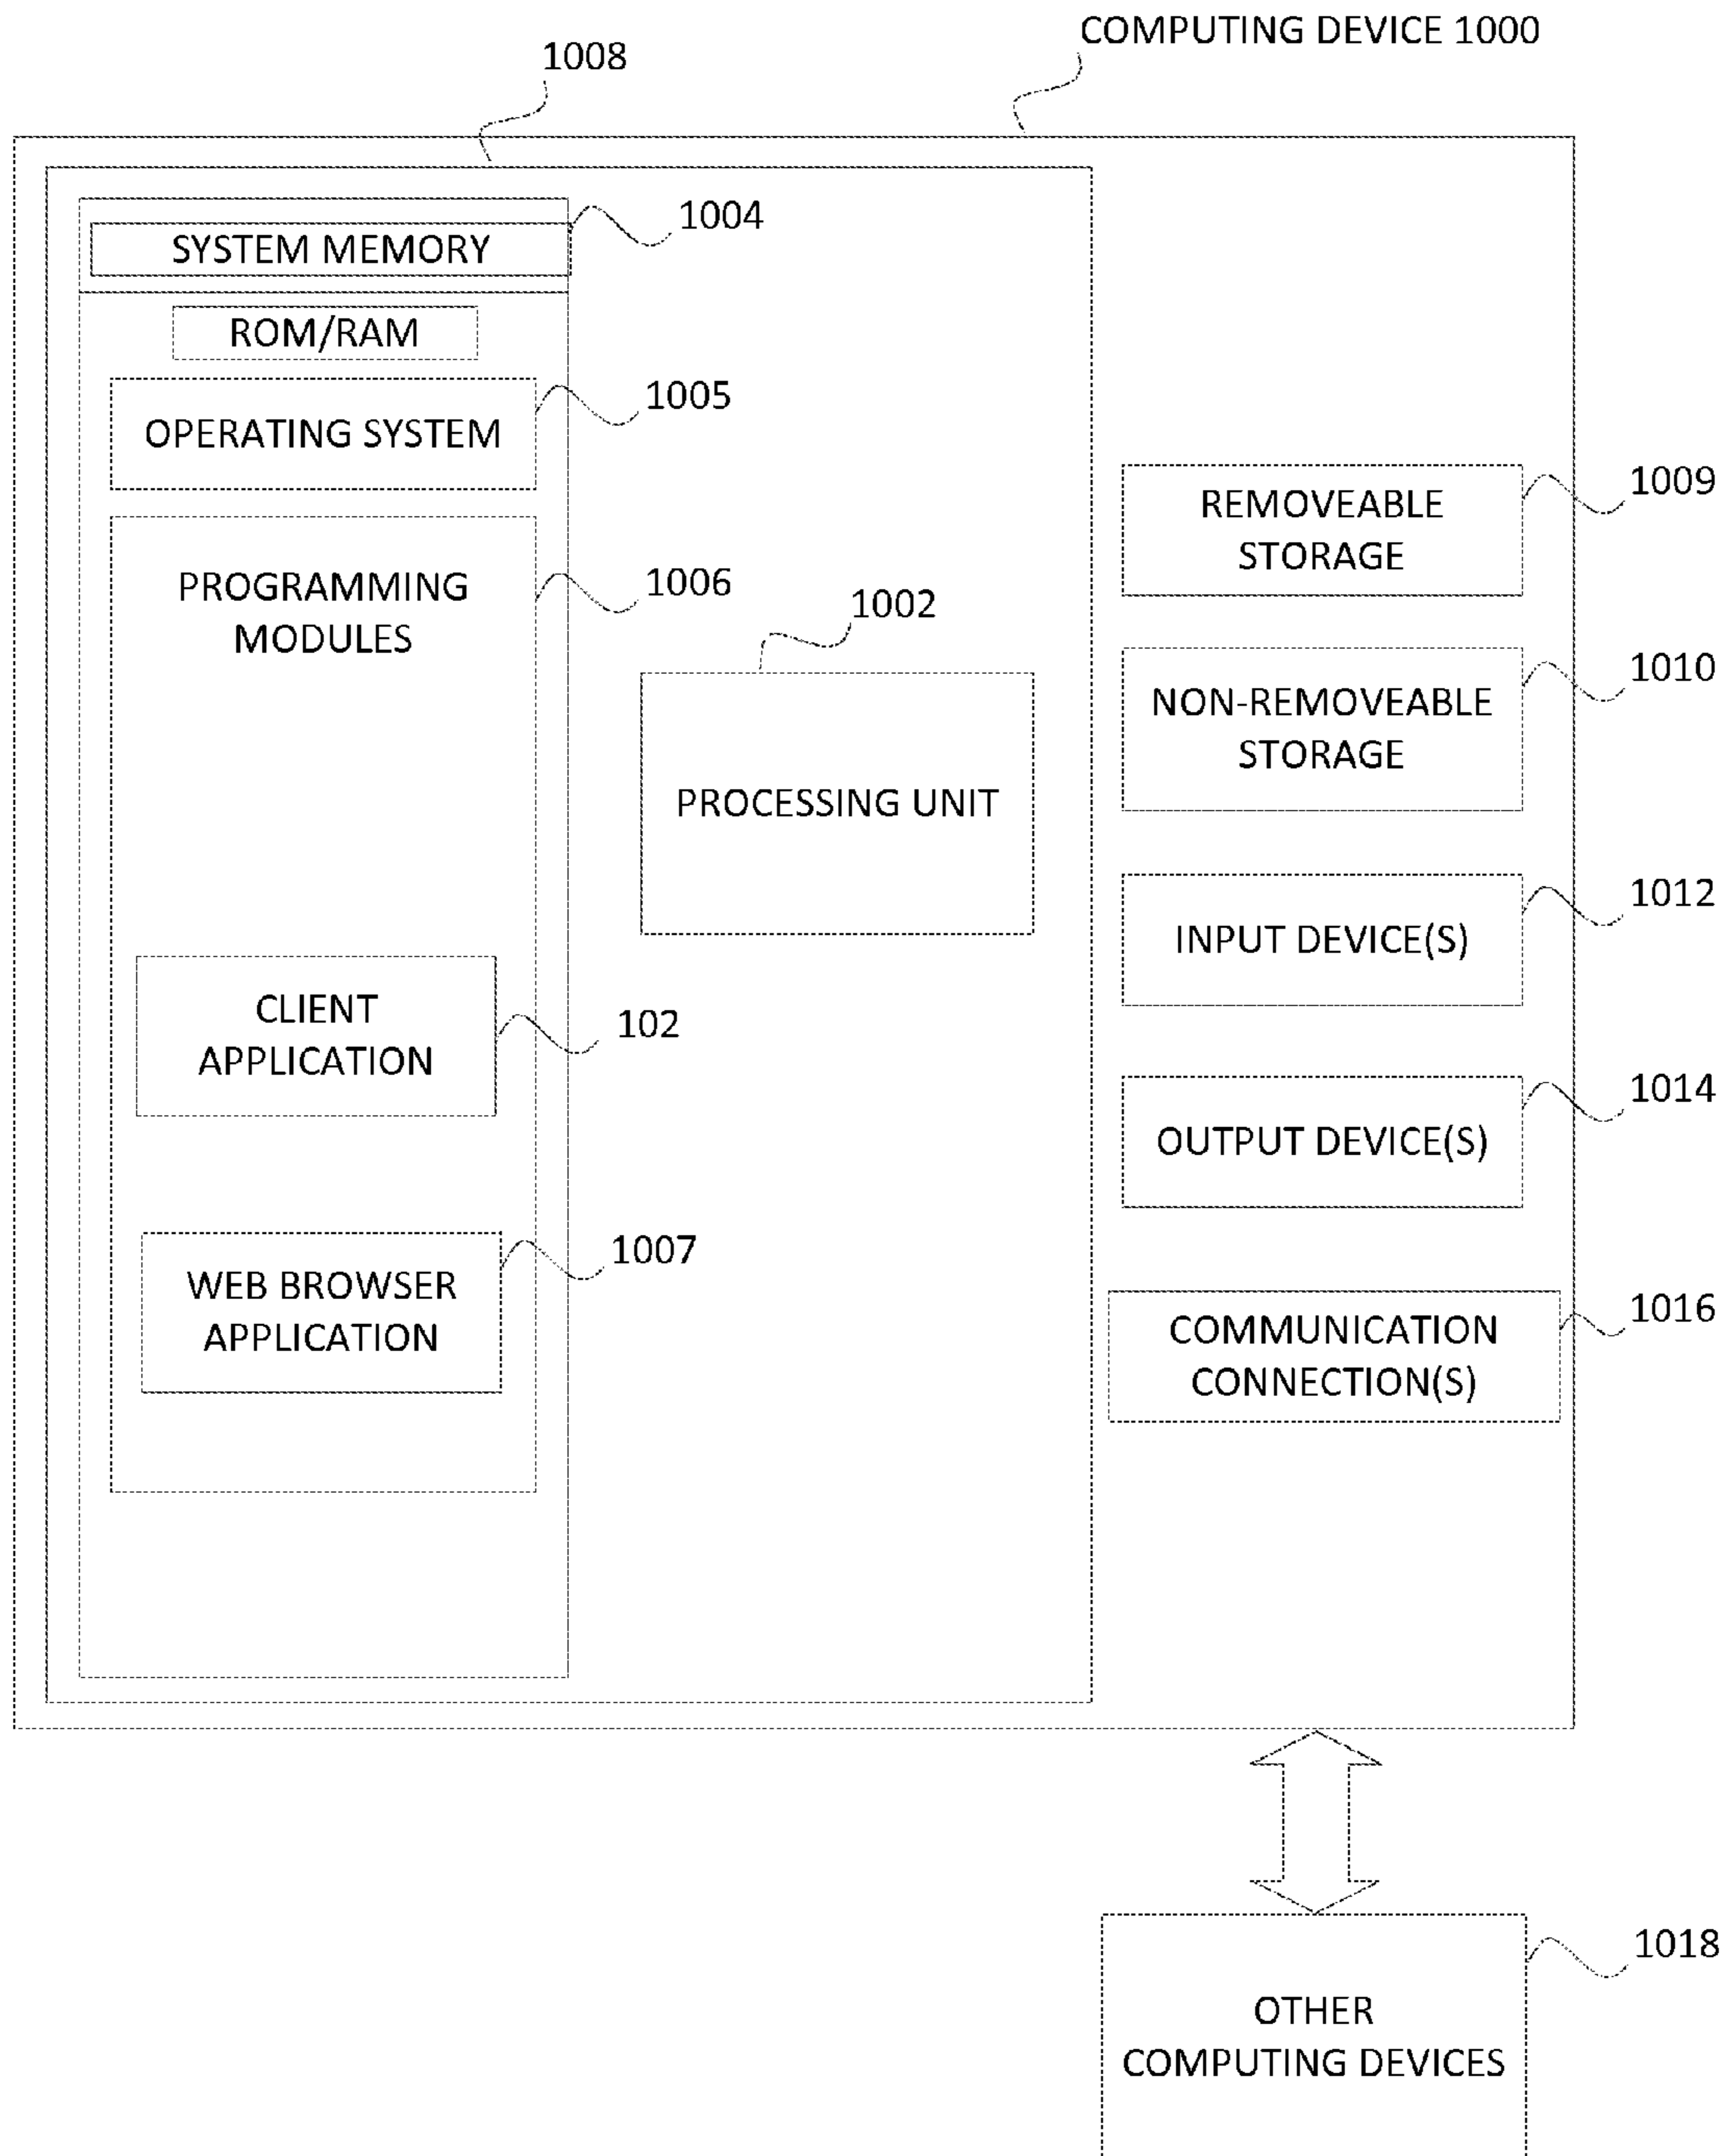 COMPUTING DEVICE 1000
1008
1004
SYSTEM MEMORY
ROM/RAM
1005
OPERATING SYSTEM
1006
PROGRAMMING
MODULES
1002
PROCESSING UNIT
CLIENT
APPLICATION
102
1007
WEB BROWSER
APPLICATION
1009
REMOVEABLE
STORAGE
1010
NON-REMOVEABLE
STORAGE
1012
INPUT DEVICE(S)
1014
OUTPUT DEVICE(S)
1016
COMMUNICATION
CONNECTION(S)
1018
OTHER
COMPUTING DEVICES